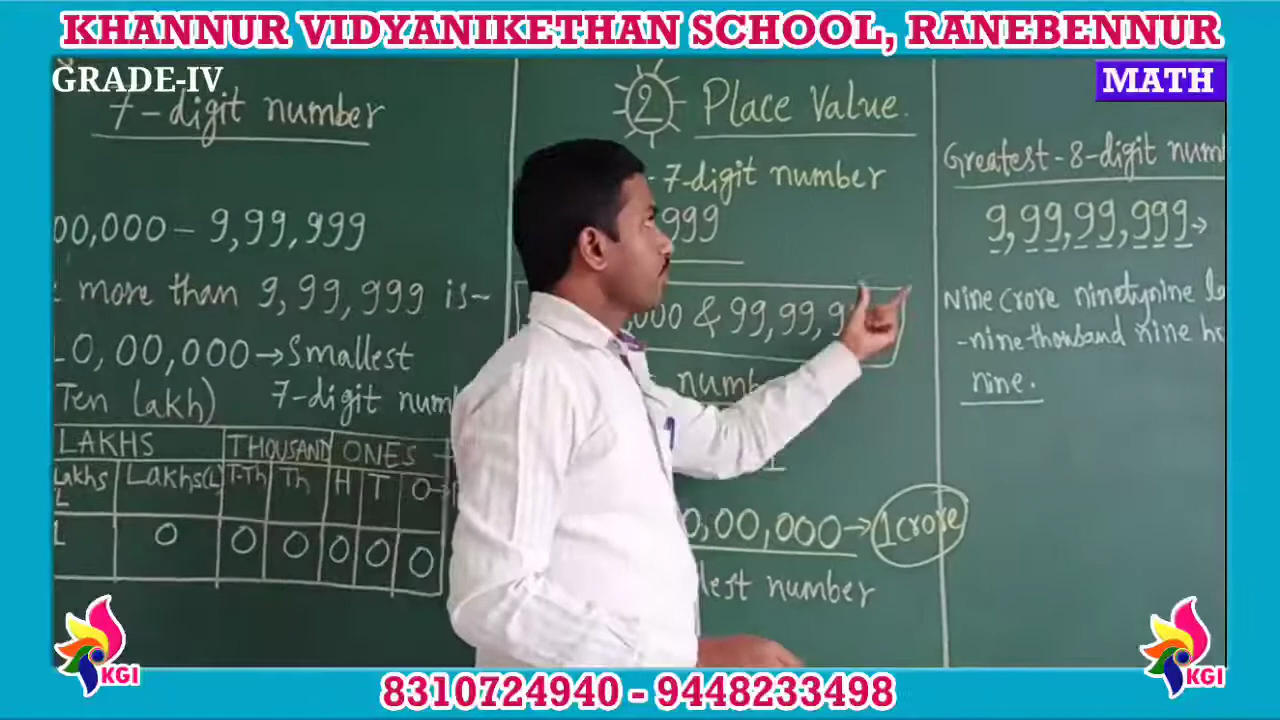 KHANNUR VIDYANIKETHAN SCHOOL, RANEBENNUR
GRADE-IV
MATH
7-digit number
00,000 - 9,99,999
more than 9,99,999 is-
0,00,000→Smallest
Ten lakh) 7-digit num
LAKHS THOUSAND ONES
Lakhs Lakhs(L) T-Th Th H T O
L 0 0 0 0 0 0
2 Place Value.
- 7-digit number
999
000 & 99,99,9
num
0,00,000→1crore
lest number
Greatest-8-digit num
9,99,99,999→
Nine crore ninetynine l
-nine thousand nine h
nine.
KGI
KGI
8310724940 - 9448233498